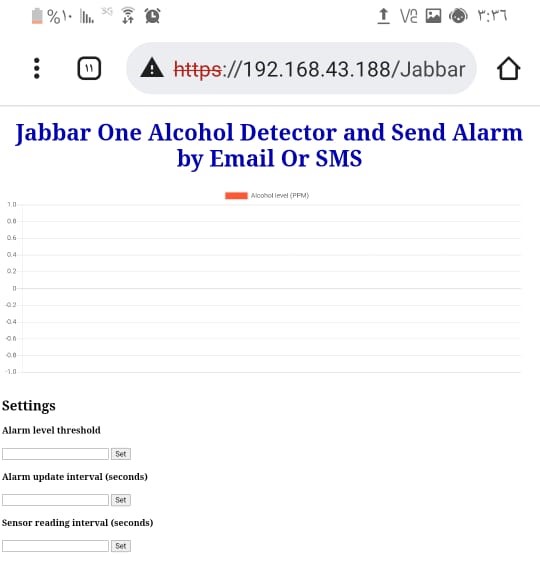 %١٠ 3G ٣:٣٦
١١ https://192.168.43.188/Jabbar
Jabbar One Alcohol Detector and Send Alarm
by Email Or SMS
Alcohol level (PPM)
1.0
0.8
0.6
0.4
0.2
0
-0.2
-0.4
-0.6
-0.8
-1.0
Settings
Alarm level threshold
Set
Alarm update interval (seconds)
Set
Sensor reading interval (seconds)
Set